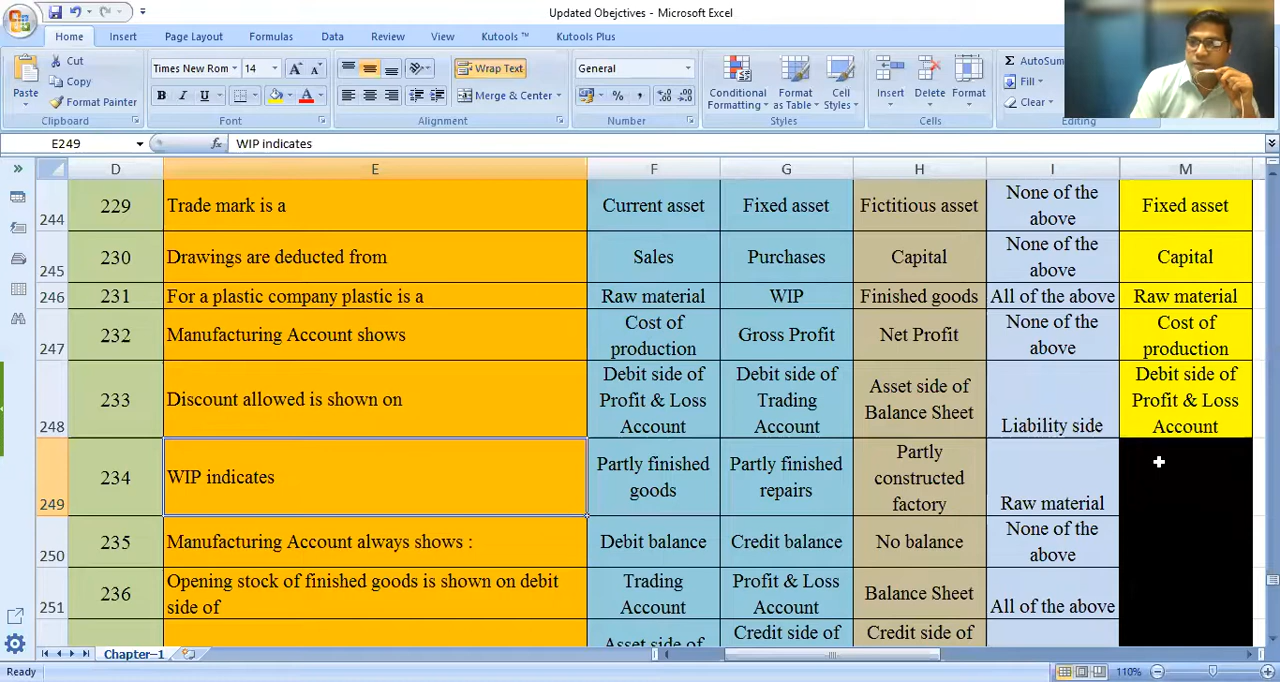 Updated Obejctives - Microsoft Excel
Home Insert Page Layout Formulas Data Review View Kutools™ Kutools Plus
Paste
Cut
Copy
Format Painter
Clipboard
Times New Rom 14
B I U A
Font
Wrap Text
Merge & Center
Alignment
General
% ,
Number
Conditional
Formatting
Format
as Table
Cell
Styles
Styles
Insert Delete Format
Cells
Σ AutoSum
Fill
Clear
Editing
E249 fx WIP indicates
D E F G H I M
244 229 Trade mark is a Current asset Fixed asset Fictitious asset None of the above Fixed asset
245 230 Drawings are deducted from Sales Purchases Capital None of the above Capital
246 231 For a plastic company plastic is a Raw material WIP Finished goods All of the above Raw material
247 232 Manufacturing Account shows Cost of production Gross Profit Net Profit None of the above Cost of production
248 233 Discount allowed is shown on Debit side of Profit & Loss Account Debit side of Trading Account Asset side of Balance Sheet Liability side Debit side of Profit & Loss Account
249 234 WIP indicates Partly finished goods Partly finished repairs Partly constructed factory Raw material
250 235 Manufacturing Account always shows : Debit balance Credit balance No balance None of the above
251 236 Opening stock of finished goods is shown on debit side of Trading Account Profit & Loss Account Balance Sheet All of the above
Asset side of Credit side of Credit side of
Chapter-1
Ready 110%